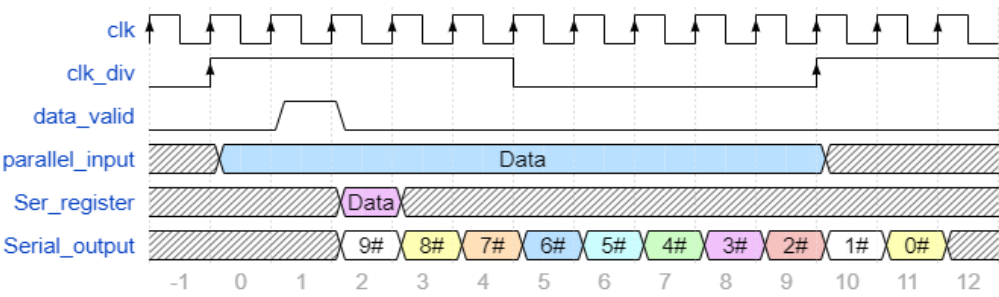 clk
clk_div
data_valid
parallel_input Data
Ser_register Data
Serial_output 9# 8# 7# 6# 5# 4# 3# 2# 1# 0#
-1 0 1 2 3 4 5 6 7 8 9 10 11 12